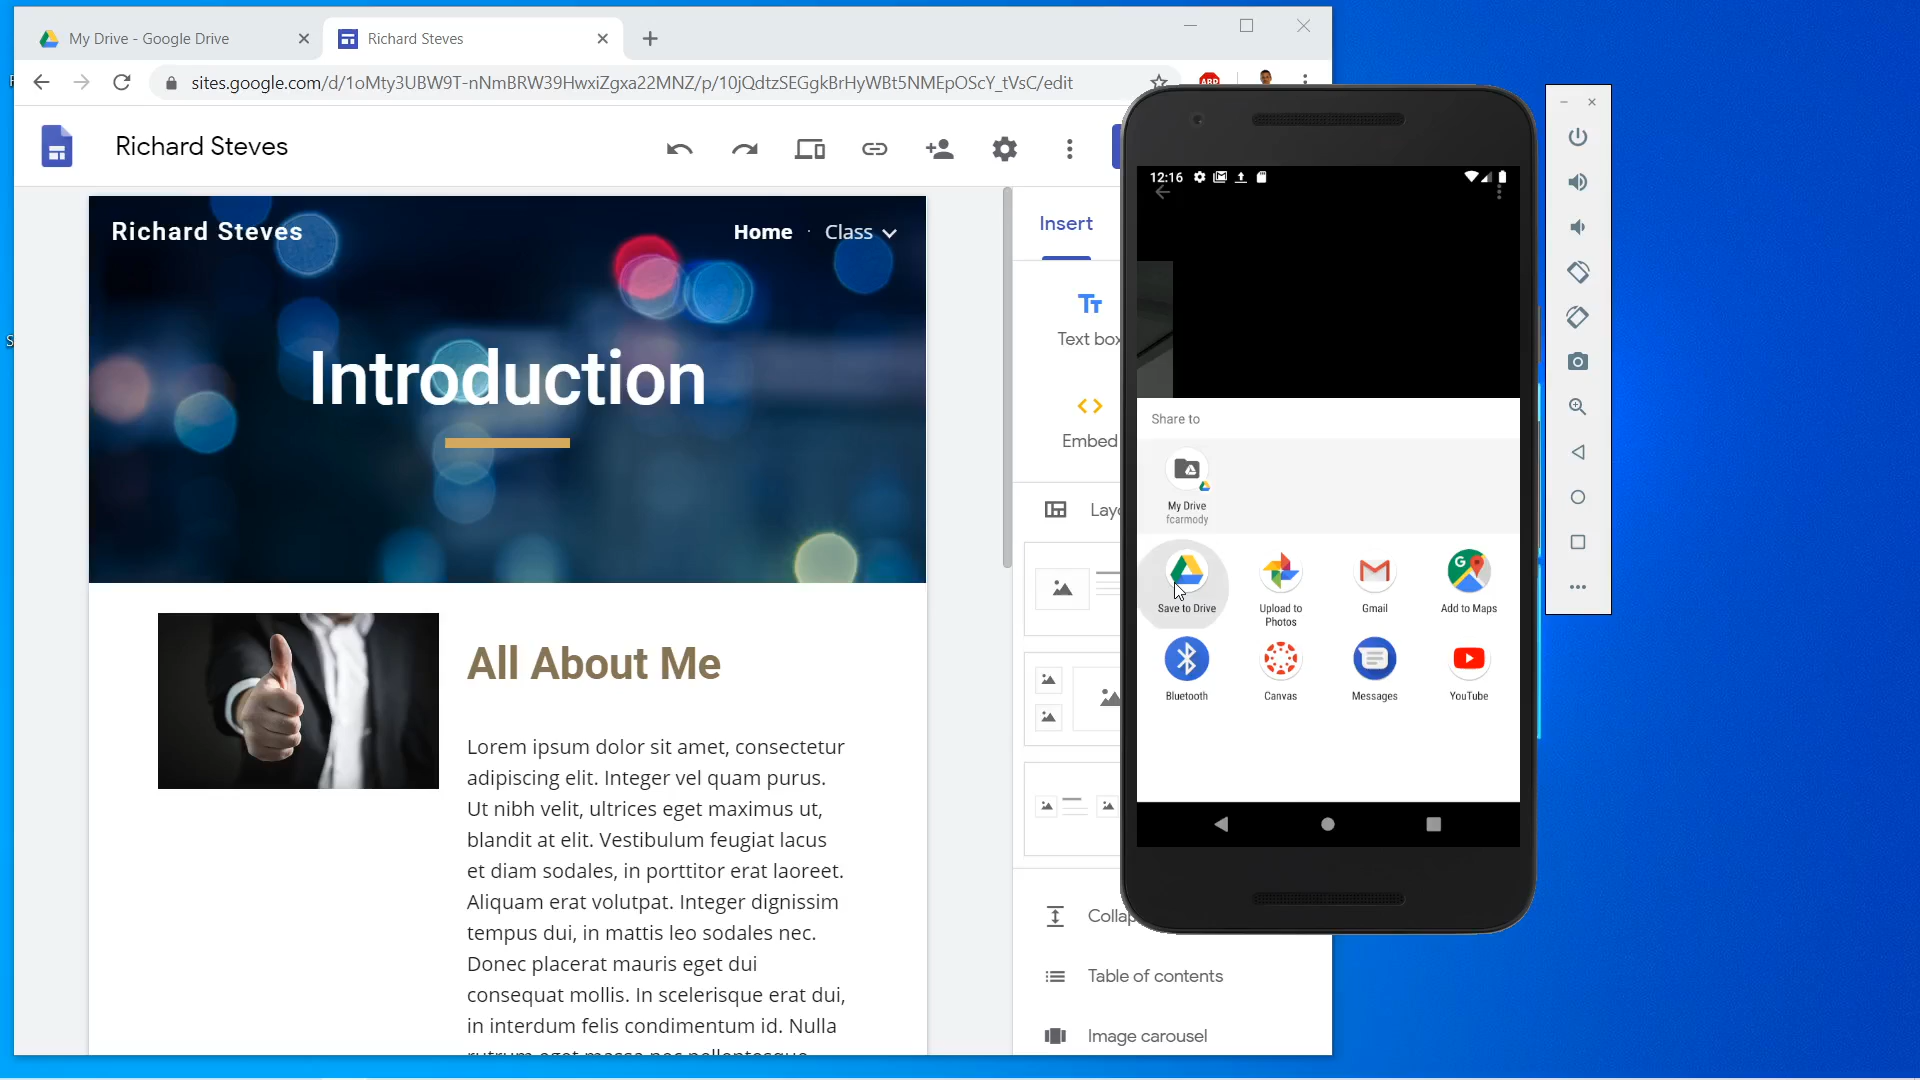 My Drive - Google Drive
Richard Steves
sites.google.com/d/1oMty3UBW9T-nNmBRW39HwxiZgxa22MNZ/p/10jQdtzSEGgkBrHyWBt5NMEpOScY_tVsC/edit
ABP
Richard Steves
Richard Steves
Home · Class
Introduction
All About Me
Lorem ipsum dolor sit amet, consectetur
adipiscing elit. Integer vel quam purus.
Ut nibh velit, ultrices eget maximus ut,
blandit at elit. Vestibulum feugiat lacus
et diam sodales, in porttitor erat laoreet.
Aliquam erat volutpat. Integer dignissim
tempus dui, in mattis leo sodales nec.
Donec placerat mauris eget dui
consequat mollis. In scelerisque erat dui,
in interdum felis condimentum id. Nulla
Insert
Text box
Embed
Table of contents
Image carousel
12:16
Share to
My Drive
fcarmody
Save to Drive
Upload to
Photos
Gmail
Add to Maps
Bluetooth
Canvas
Messages
YouTube